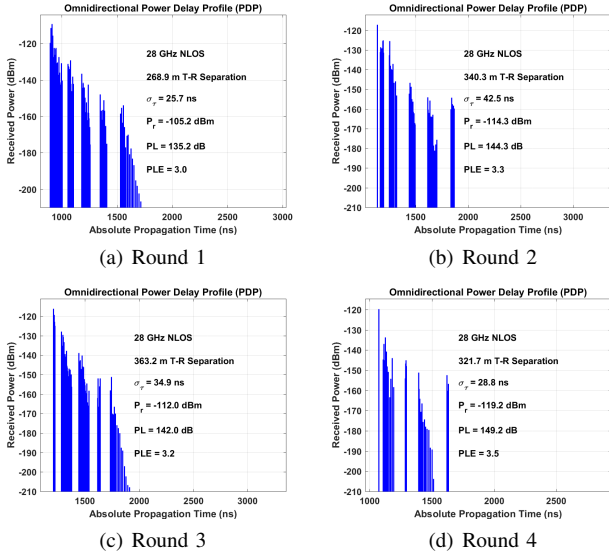 Omnidirectional Power Delay Profile (PDP)
Received Power (dBm)
-120
-140
-160
-180
-200
28 GHz NLOS
268.9 m T-R Separation
στ = 25.7 ns
Pr = -105.2 dBm
PL = 135.2 dB
PLE = 3.0
1000 1500 2000 2500 3000
Absolute Propagation Time (ns)
(a) Round 1
Omnidirectional Power Delay Profile (PDP)
Received Power (dBm)
-120
-130
-140
-150
-160
-170
-180
-190
-200
-210
28 GHz NLOS
340.3 m T-R Separation
στ = 42.5 ns
Pr = -114.3 dBm
PL = 144.3 dB
PLE = 3.3
1500 2000 2500 3000
Absolute Propagation Time (ns)
(b) Round 2
Omnidirectional Power Delay Profile (PDP)
Received Power (dBm)
-120
-130
-140
-150
-160
-170
-180
-190
-200
-210
28 GHz NLOS
363.2 m T-R Separation
στ = 34.9 ns
Pr = -112.0 dBm
PL = 142.0 dB
PLE = 3.2
1500 2000 2500 3000
Absolute Propagation Time (ns)
(c) Round 3
Omnidirectional Power Delay Profile (PDP)
Received Power (dBm)
-120
-130
-140
-150
-160
-170
-180
-190
-200
-210
28 GHz NLOS
321.7 m T-R Separation
στ = 28.8 ns
Pr = -119.2 dBm
PL = 149.2 dB
PLE = 3.5
1000 1500 2000 2500
Absolute Propagation Time (ns)
(d) Round 4